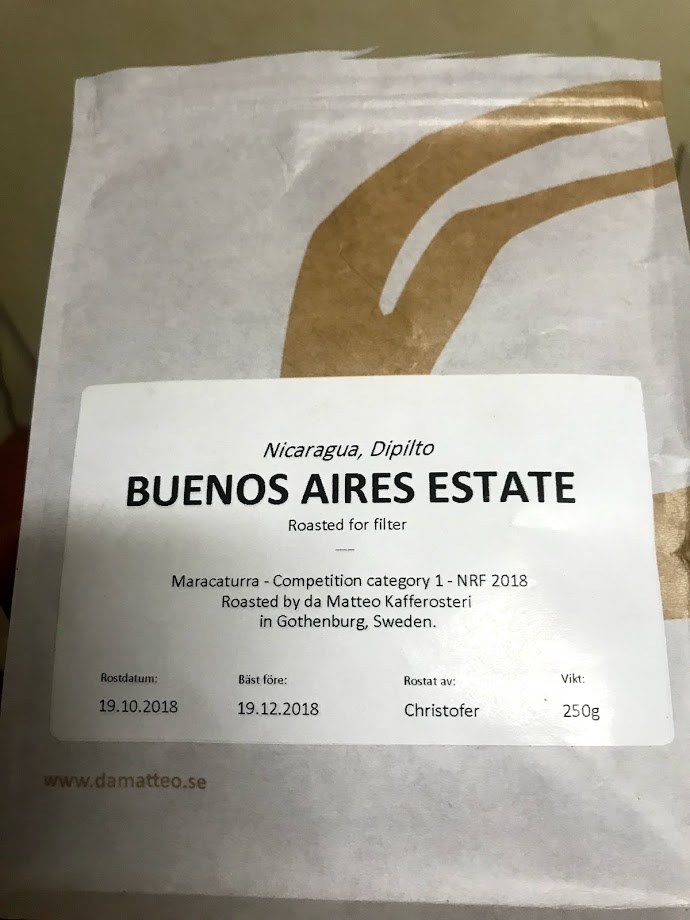 Nicaragua, Dipilto
BUENOS AIRES ESTATE
Roasted for filter
Maracaturra - Competition category 1 - NRF 2018
Roasted by da Matteo Kafferosteri
in Gothenburg, Sweden.
Rostdatum: Bäst före: Rostat av: Vikt:
19.10.2018 19.12.2018 Christofer 250g
www.damatteo.se